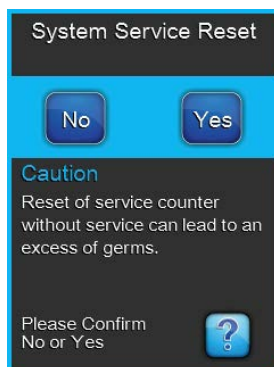 System Service Reset
No Yes
Caution
Reset of service counter
without service can lead to an
excess of germs.
Please Confirm
No or Yes
?